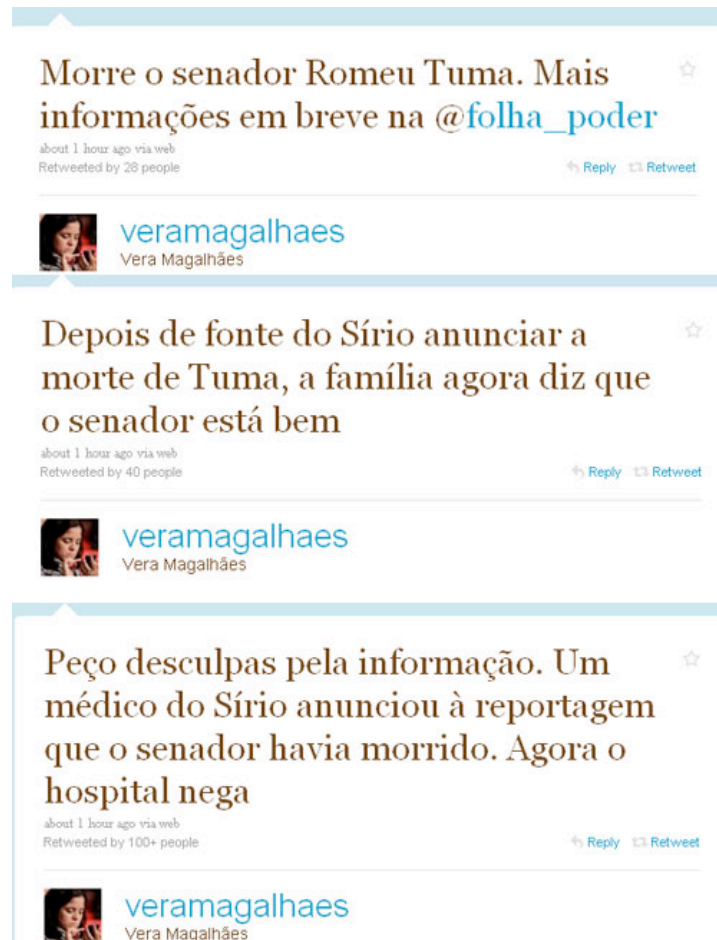 Morre o senador Romeu Tuma. Mais
informações em breve na @folha_poder
about 1 hour ago via web
Retweeted by 28 people
Reply Retweet
veramagalhaes
Vera Magalhães
Depois de fonte do Sírio anunciar a
morte de Tuma, a família agora diz que
o senador está bem
about 1 hour ago via web
Retweeted by 40 people
Reply Retweet
veramagalhaes
Vera Magalhães
Peço desculpas pela informação. Um
médico do Sírio anunciou à reportagem
que o senador havia morrido. Agora o
hospital nega
about 1 hour ago via web
Retweeted by 100+ people
Reply Retweet
veramagalhaes
Vera Magalhães